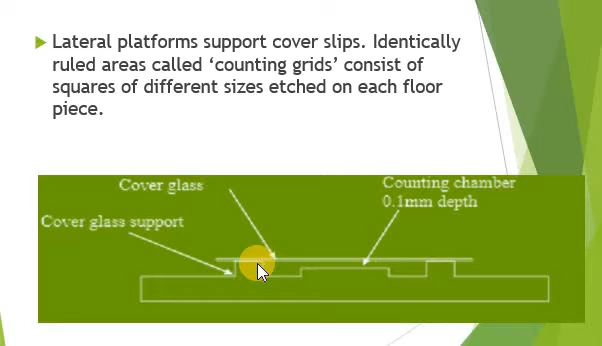 Lateral platforms support cover slips. Identically
ruled areas called ‘counting grids’ consist of
squares of different sizes etched on each floor
piece.
Cover glass
Counting chamber
0.1mm depth
Cover glass support